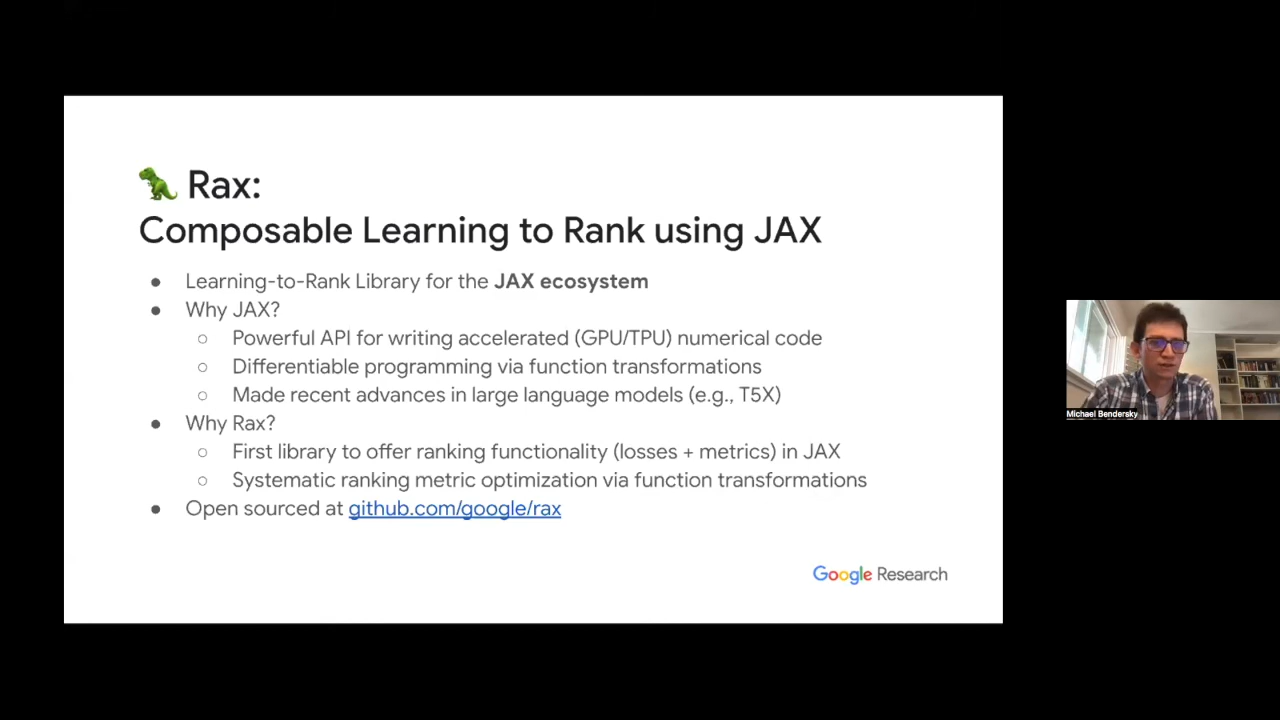 Rax:
Composable Learning to Rank using JAX
● Learning-to-Rank Library for the JAX ecosystem
● Why JAX?
○ Powerful API for writing accelerated (GPU/TPU) numerical code
○ Differentiable programming via function transformations
○ Made recent advances in large language models (e.g., T5X)
● Why Rax?
○ First library to offer ranking functionality (losses + metrics) in JAX
○ Systematic ranking metric optimization via function transformations
● Open sourced at github.com/google/rax
Google Research
Michael Bendersky